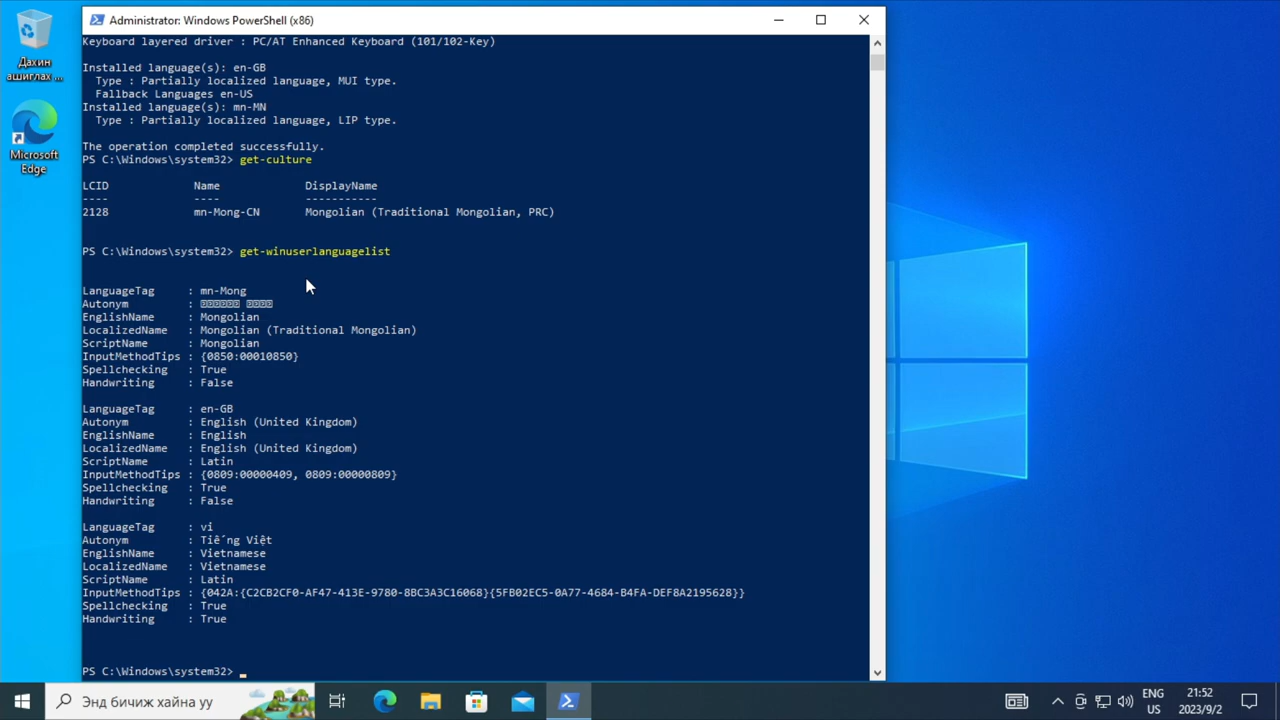 Дахин
ашиглах ...
Microsoft
Edge
Administrator: Windows PowerShell (x86)
Keyboard layered driver : PC/AT Enhanced Keyboard (101/102-Key)
Installed language(s): en-GB
Type : Partially localized language, MUI type.
Fallback Languages en-US
Installed language(s): mn-MN
Type : Partially localized language, LIP type.
The operation completed successfully.
PS C:\Windows\system32> get-culture
LCID Name DisplayName
---- ---- -----------
2128 mn-Mong-CN Mongolian (Traditional Mongolian, PRC)
PS C:\Windows\system32> get-winuserlanguagelist
LanguageTag : mn-Mong
Autonym :
EnglishName : Mongolian
LocalizedName : Mongolian (Traditional Mongolian)
ScriptName : Mongolian
InputMethodTips : {0850:00010850}
Spellchecking : True
Handwriting : False
LanguageTag : en-GB
Autonym : English (United Kingdom)
EnglishName : English
LocalizedName : English (United Kingdom)
ScriptName : Latin
InputMethodTips : {0809:00000409, 0809:00000809}
Spellchecking : True
Handwriting : False
LanguageTag : vi
Autonym : Tiếng Việt
EnglishName : Vietnamese
LocalizedName : Vietnamese
ScriptName : Latin
InputMethodTips : {042A:{C2CB2CF0-AF47-413E-9780-8BC3A3C16068}{5FB02EC5-0A77-4684-B4FA-DEF8A2195628}}
Spellchecking : True
Handwriting : True
PS C:\Windows\system32> _
Энд бичиж хайна уу
ENG
US
21:52
2023/9/2